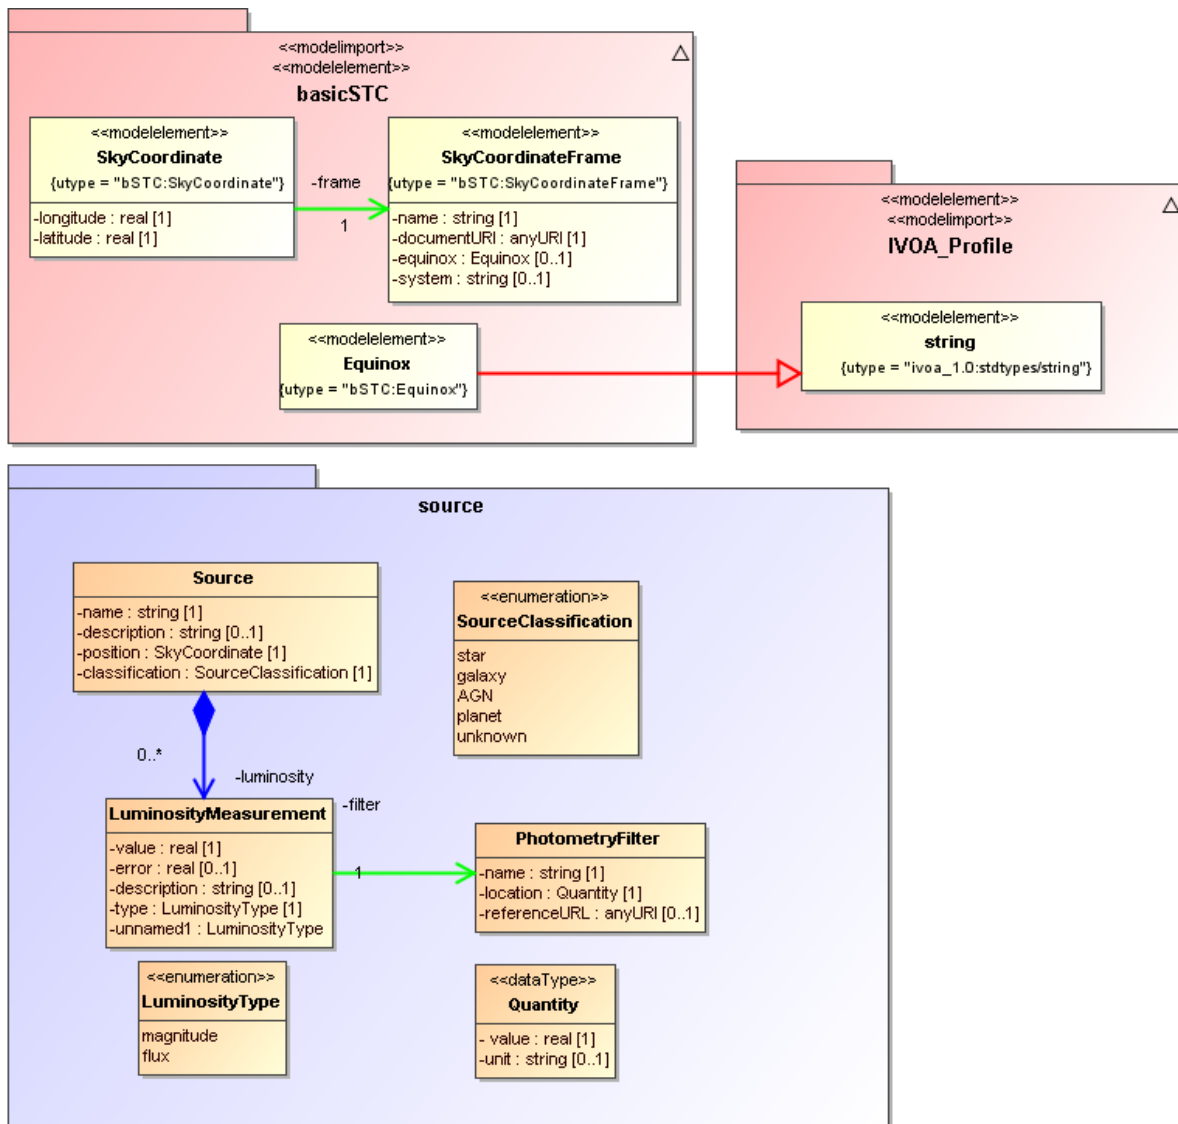 <<modelimport>>
<<modelelement>>
basicSTC
<<modelelement>>
SkyCoordinate
{utype = "bSTC:SkyCoordinate"}
-longitude : real [1]
-latitude : real [1]
-frame
1
<<modelelement>>
SkyCoordinateFrame
{utype = "bSTC:SkyCoordinateFrame"}
-name : string [1]
-documentURI : anyURI [1]
-equinox : Equinox [0..1]
-system : string [0..1]
<<modelelement>>
Equinox
{utype = "bSTC:Equinox"}
<<modelelement>>
<<modelimport>>
IVOA_Profile
<<modelelement>>
string
{utype = "ivoa_1.0:stdtypes/string"}
source
Source
-name : string [1]
-description : string [0..1]
-position : SkyCoordinate [1]
-classification : SourceClassification [1]
<<enumeration>>
SourceClassification
star
galaxy
AGN
planet
unknown
0..*
-luminosity
LuminosityMeasurement
-value : real [1]
-error : real [0..1]
-description : string [0..1]
-type : LuminosityType [1]
-unnamed1 : LuminosityType
-filter
1
PhotometryFilter
-name : string [1]
-location : Quantity [1]
-referenceURL : anyURI [0..1]
<<enumeration>>
LuminosityType
magnitude
flux
<<dataType>>
Quantity
- value : real [1]
-unit : string [0..1]